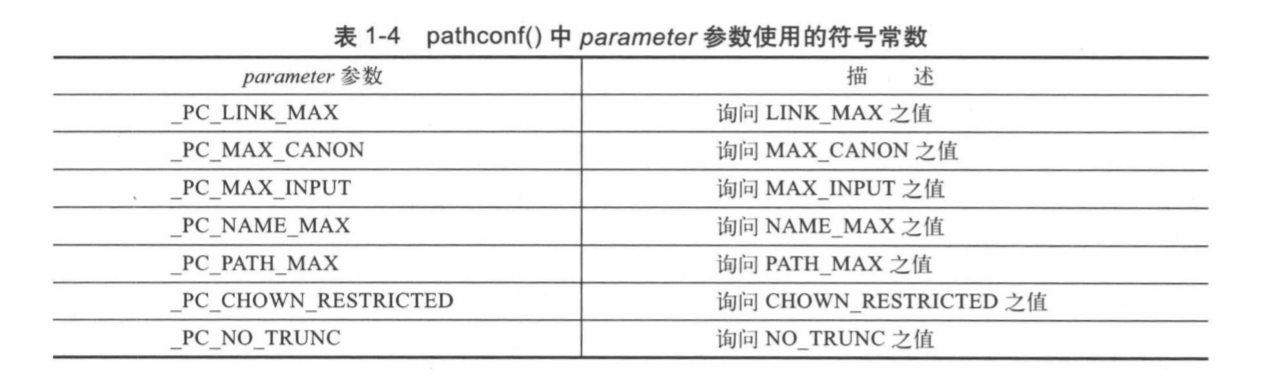 表 1-4 pathconf() 中 parameter 参数使用的符号常数
parameter 参数 描 述
_PC_LINK_MAX 询问 LINK_MAX 之值
_PC_MAX_CANON 询问 MAX_CANON 之值
_PC_MAX_INPUT 询问 MAX_INPUT 之值
_PC_NAME_MAX 询问 NAME_MAX 之值
_PC_PATH_MAX 询问 PATH_MAX 之值
_PC_CHOWN_RESTRICTED 询问 CHOWN_RESTRICTED 之值
_PC_NO_TRUNC 询问 NO_TRUNC 之值